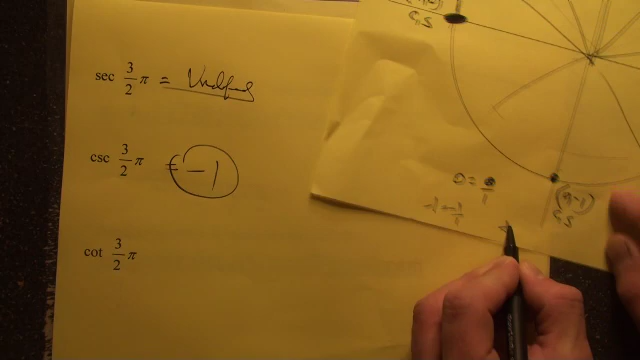 sec 3/2 π = Undefined
csc 3/2 π = -1
cot 3/2 π
C, S
0 = 0/1
(0, -1)
C, S